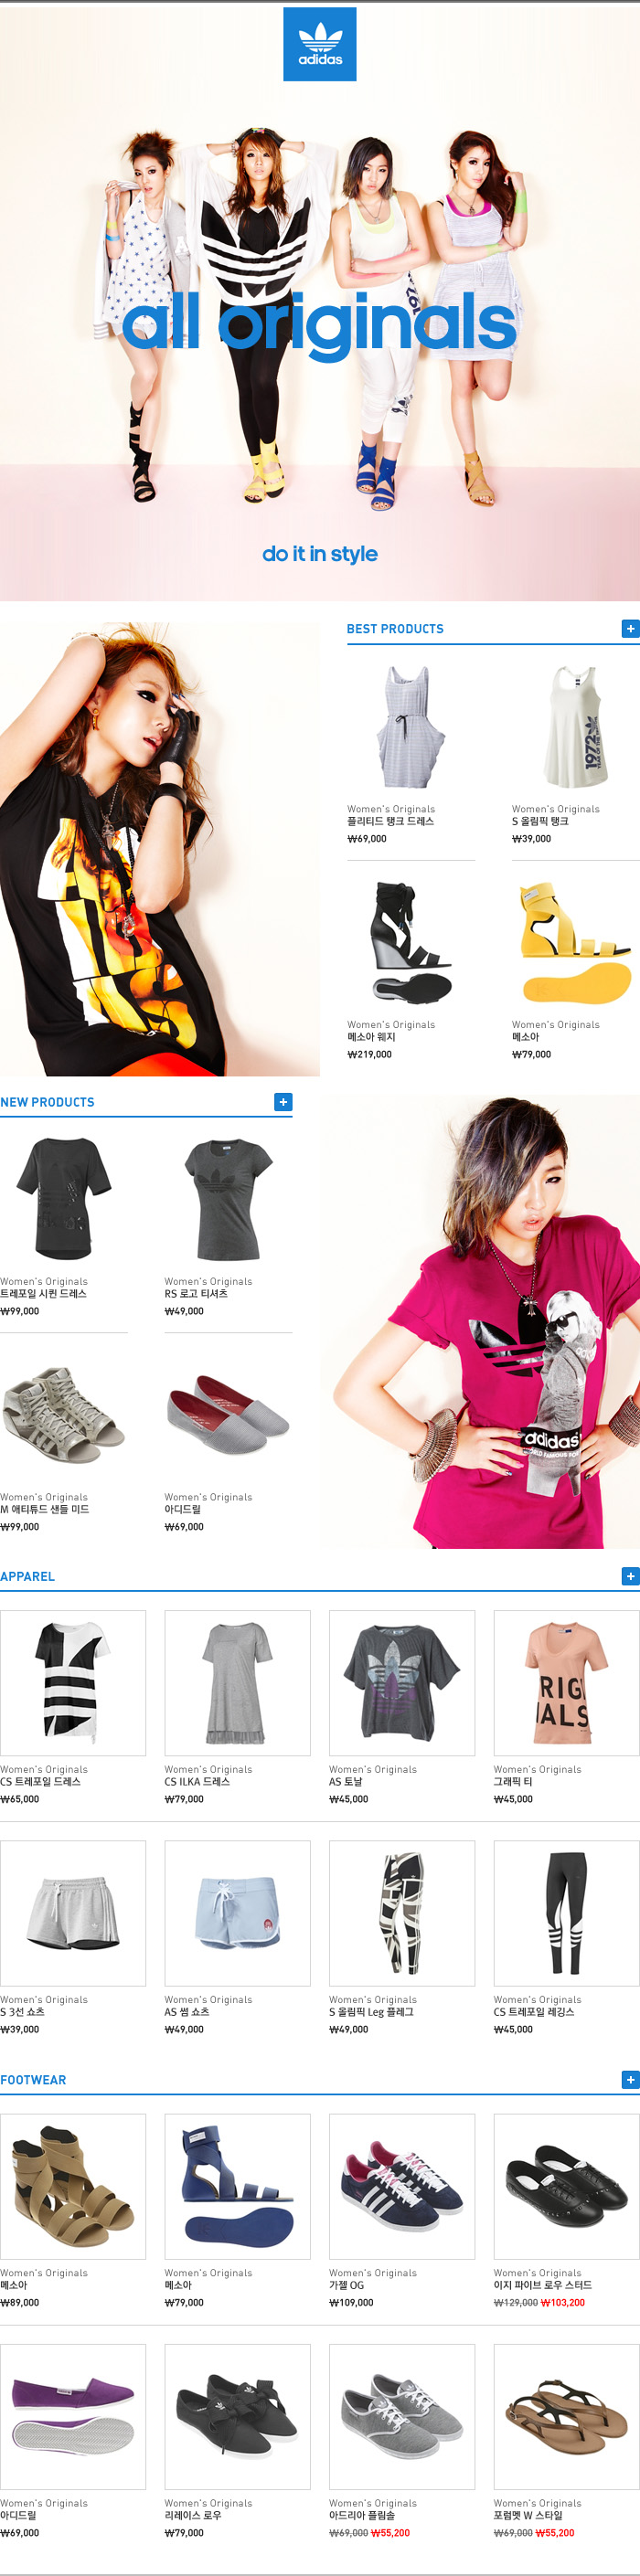 adidas
all originals
do it in style
BEST PRODUCTS
Women's Originals
플리티드 탱크 드레스
₩69,000
Women's Originals
S 올림픽 탱크
₩39,000
Women's Originals
메소아 웨지
₩219,000
Women's Originals
메소아
₩79,000
NEW PRODUCTS
Women's Originals
트레포일 시퀀 드레스
₩99,000
Women's Originals
RS 로고 티셔츠
₩49,000
Women's Originals
M 애티튜드 샌들 미드
₩99,000
Women's Originals
아디드릴
₩69,000
adidas
APPAREL
Women's Originals
CS 트레포일 드레스
₩65,000
Women's Originals
CS ILKA 드레스
₩79,000
Women's Originals
AS 토날
₩45,000
RIGI
IALS
Women's Originals
그래픽 티
₩45,000
Women's Originals
S 3선 쇼츠
₩39,000
Women's Originals
AS 썸 쇼츠
₩49,000
Women's Originals
S 올림픽 Leg 플레그
₩49,000
Women's Originals
CS 트레포일 레깅스
₩45,000
FOOTWEAR
Women's Originals
메소아
₩89,000
Women's Originals
메소아
₩79,000
Women's Originals
가젤 OG
₩109,000
Women's Originals
이지 파이브 로우 스터드
₩129,000 ₩103,200
Women's Originals
아디드릴
₩69,000
Women's Originals
리레이스 로우
₩79,000
Women's Originals
아드리아 플림솔
₩69,000 ₩55,200
Women's Originals
포럼멧 W 스타일
₩69,000 ₩55,200